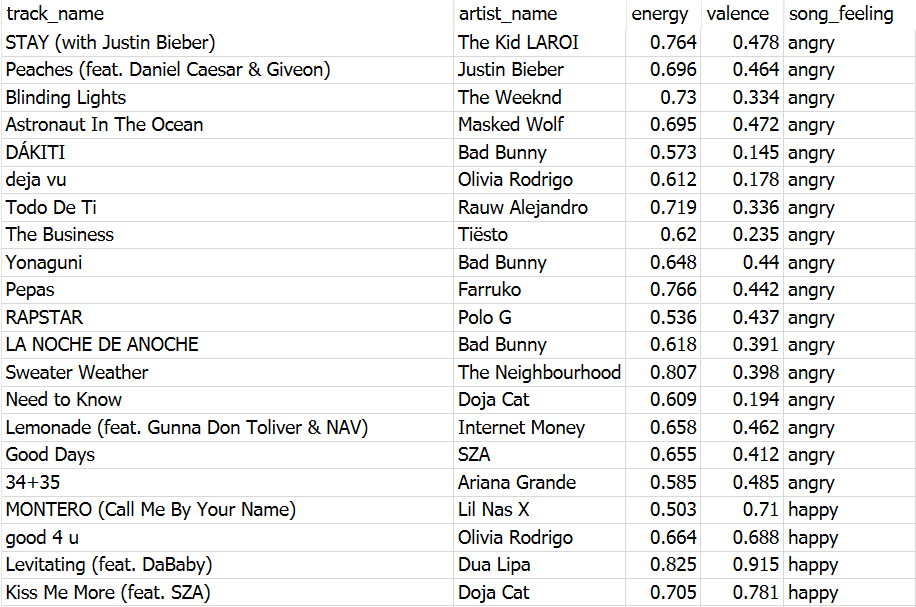 track_name artist_name energy valence song_feeling
STAY (with Justin Bieber) The Kid LAROI 0.764 0.478 angry
Peaches (feat. Daniel Caesar & Giveon) Justin Bieber 0.696 0.464 angry
Blinding Lights The Weeknd 0.73 0.334 angry
Astronaut In The Ocean Masked Wolf 0.695 0.472 angry
DÁKITI Bad Bunny 0.573 0.145 angry
deja vu Olivia Rodrigo 0.612 0.178 angry
Todo De Ti Rauw Alejandro 0.719 0.336 angry
The Business Tiësto 0.62 0.235 angry
Yonaguni Bad Bunny 0.648 0.44 angry
Pepas Farruko 0.766 0.442 angry
RAPSTAR Polo G 0.536 0.437 angry
LA NOCHE DE ANOCHE Bad Bunny 0.618 0.391 angry
Sweater Weather The Neighbourhood 0.807 0.398 angry
Need to Know Doja Cat 0.609 0.194 angry
Lemonade (feat. Gunna Don Toliver & NAV) Internet Money 0.658 0.462 angry
Good Days SZA 0.655 0.412 angry
34+35 Ariana Grande 0.585 0.485 angry
MONTERO (Call Me By Your Name) Lil Nas X 0.503 0.71 happy
good 4 u Olivia Rodrigo 0.664 0.688 happy
Levitating (feat. DaBaby) Dua Lipa 0.825 0.915 happy
Kiss Me More (feat. SZA) Doja Cat 0.705 0.781 happy